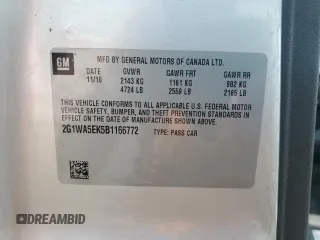 GM
MFG BY GENERAL MOTORS OF CANADA LTD.
DATE GVWR GAWR FRT GAWR RR
11/10 2143 KG 1161 KG 982 KG
4724 LB 2559 LB 2165 LB
THIS VEHICLE CONFORMS TO ALL APPLICABLE U.S. FEDERAL MOTOR
VEHICLE SAFETY, BUMPER, AND THEFT PREVENTION STANDARDS IN
EFFECT ON THE DATE OF MANUFACTURE SHOWN ABOVE.
2G1WA5EK5B1166772 TYPE: PASS CAR
© AUTOBIDMASTER